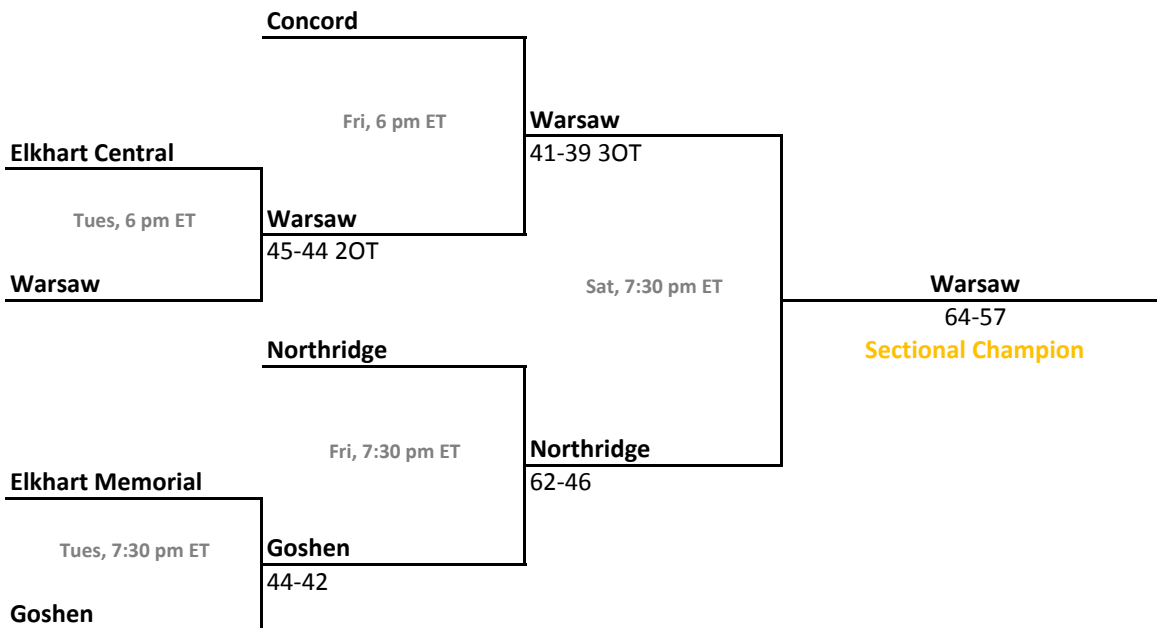 Concord
Fri, 6 pm ET
Warsaw
Elkhart Central
41-39 3OT
Tues, 6 pm ET
Warsaw
45-44 2OT
Warsaw
Sat, 7:30 pm ET
Warsaw
64-57
Northridge
Sectional Champion
Fri, 7:30 pm ET
Northridge
Elkhart Memorial
62-46
Tues, 7:30 pm ET
Goshen
44-42
Goshen